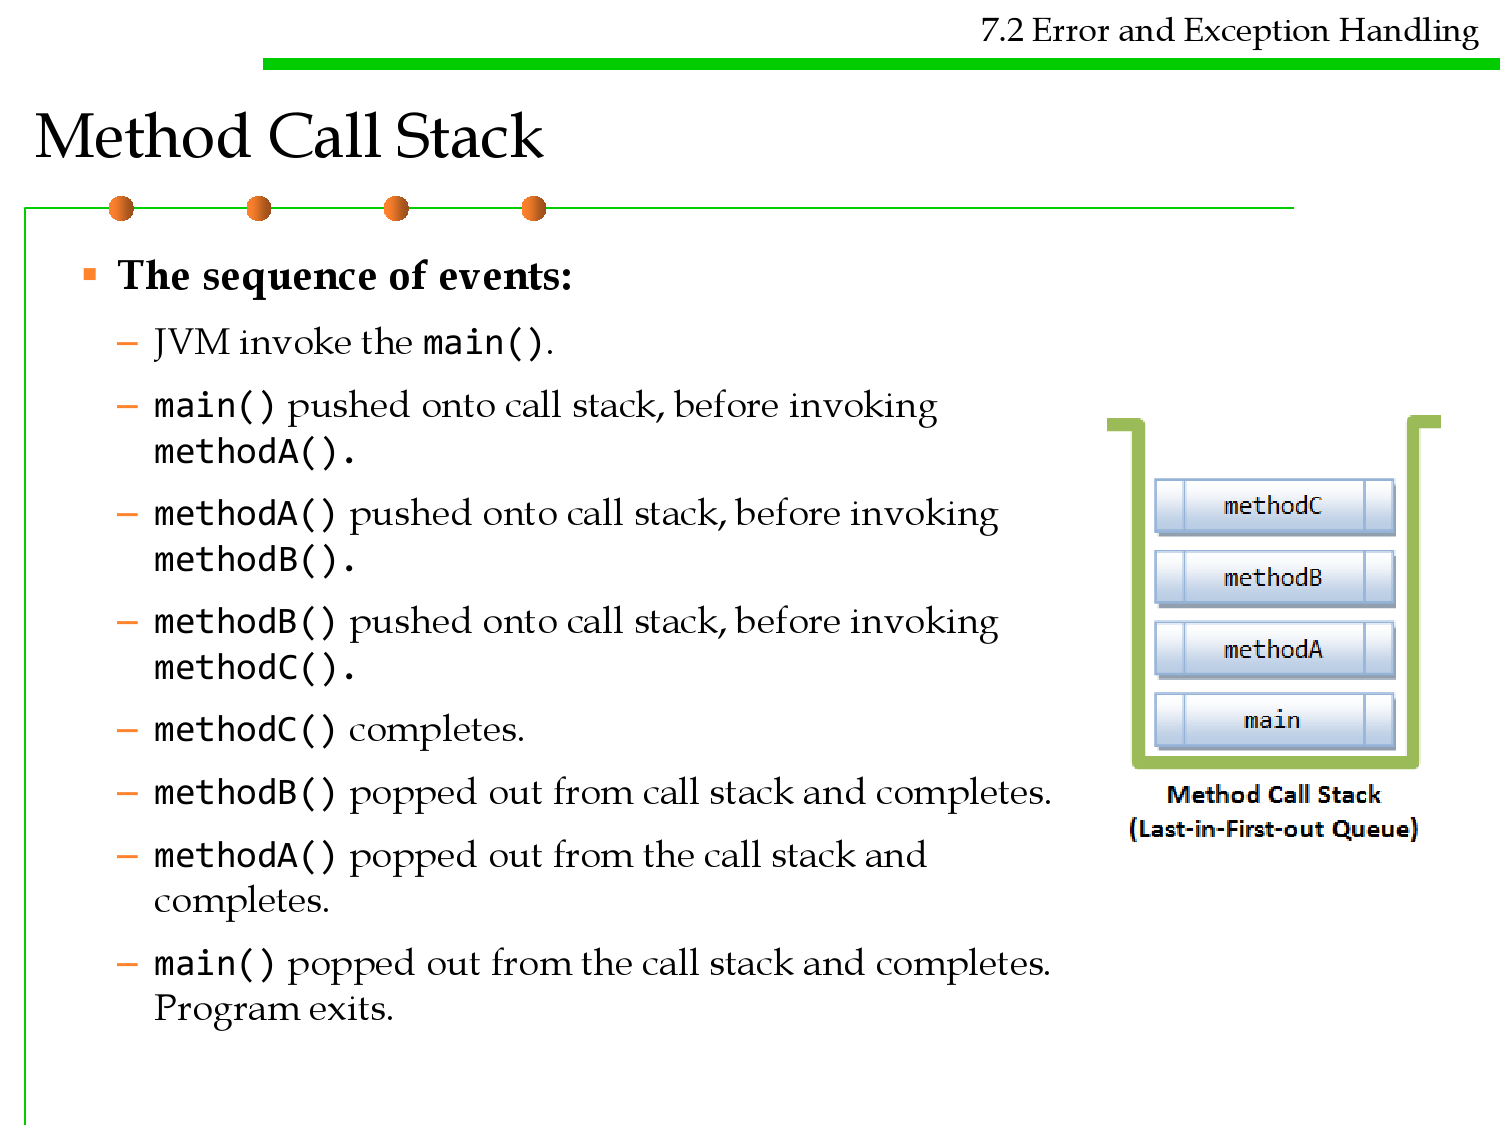 7.2 Error and Exception Handling
Method Call Stack
▪ The sequence of events:
– JVM invoke the main().
– main() pushed onto call stack, before invoking
methodA().
– methodA() pushed onto call stack, before invoking
methodB().
– methodB() pushed onto call stack, before invoking
methodC().
– methodC() completes.
– methodB() popped out from call stack and completes.
– methodA() popped out from the call stack and
completes.
– main() popped out from the call stack and completes.
Program exits.
methodC
methodB
methodA
main
Method Call Stack
(Last-in-First-out Queue)